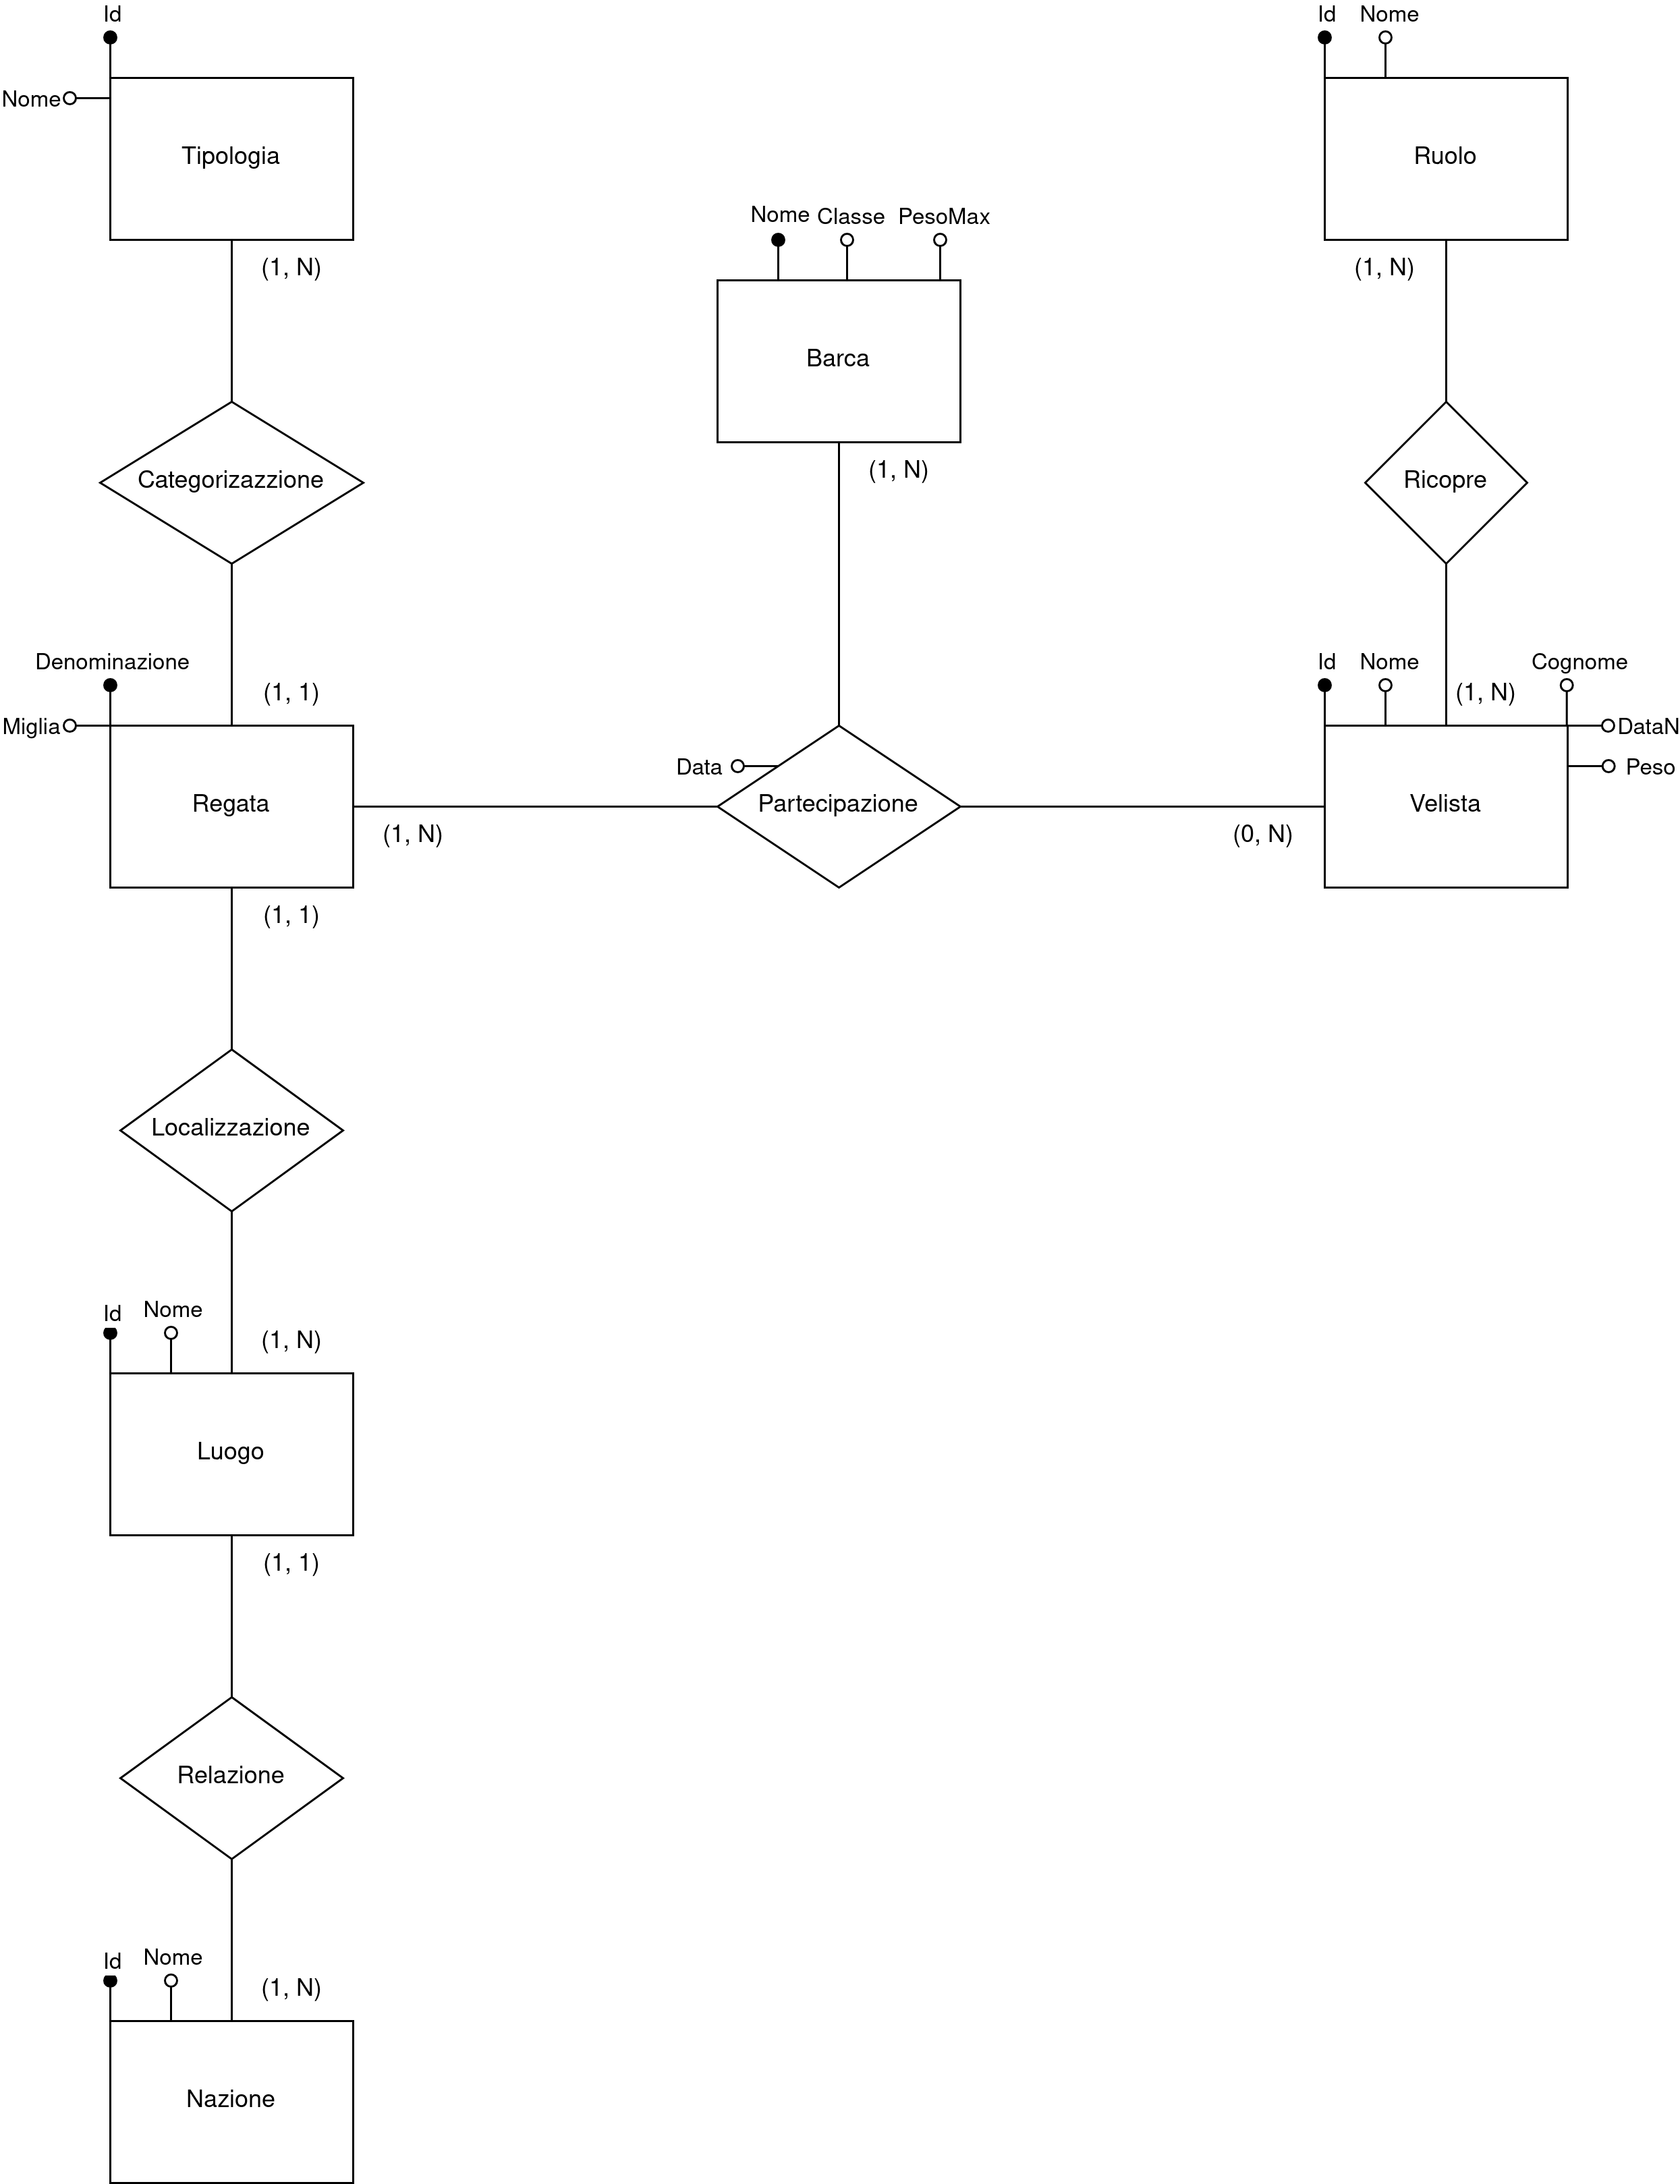 Id
Nome
Tipologia
(1, N)
Categorizazzione
Id
Nome
Ruolo
(1, N)
Ricopre
Nome
Classe
PesoMax
Barca
(1, N)
Denominazione
Miglia
(1, 1)
Regata
(1, N)
(1, 1)
Data
Partecipazione
(0, N)
Id
Nome
(1, N)
Cognome
DataN
Peso
Velista
Localizzazione
Id
Nome
(1, N)
Luogo
(1, 1)
Relazione
Id
Nome
(1, N)
Nazione